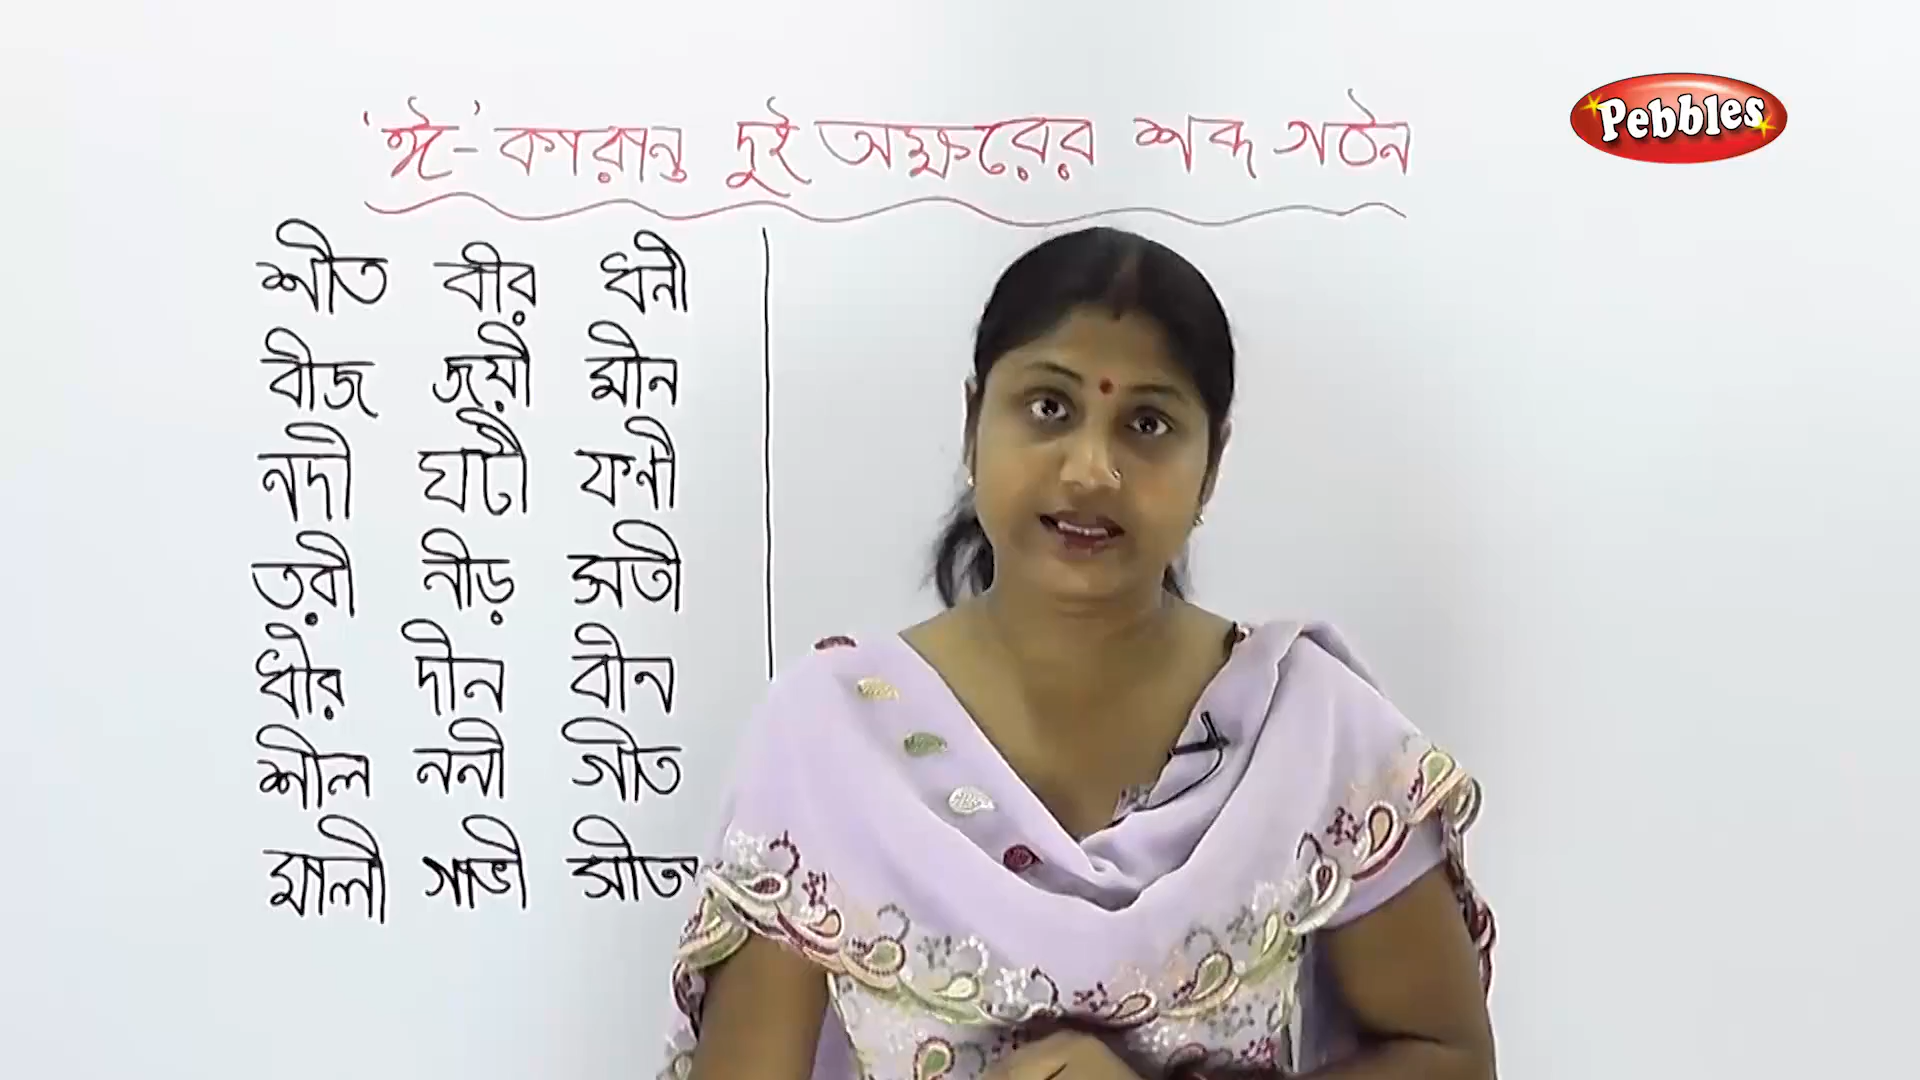 'ঈ-'কারান্ত দুই অক্ষরের শব্দ গঠন
Pebbles
শীত বীর ধনী
বীজ জয়ী মীন
নদী ঘটী ফণী
তরী নীড় সতী
ধীর দীন বীন
শীল ননী গীত
মালী গাভী